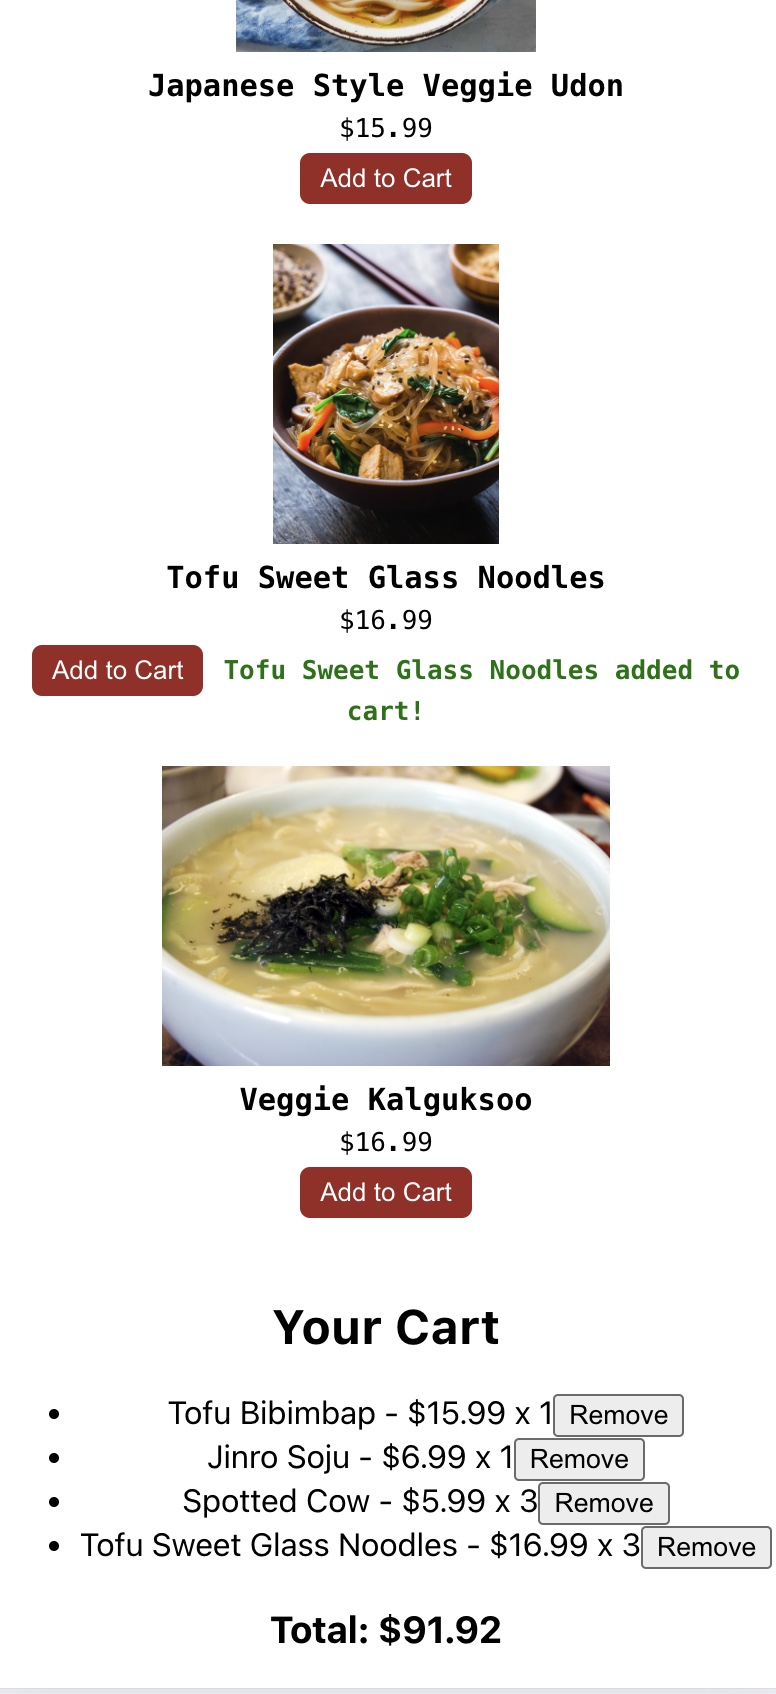 Japanese Style Veggie Udon
$15.99
Add to Cart
Tofu Sweet Glass Noodles
$16.99
Add to Cart Tofu Sweet Glass Noodles added to
cart!
Veggie Kalguksoo
$16.99
Add to Cart
Your Cart
• Tofu Bibimbap - $15.99 x 1 Remove
• Jinro Soju - $6.99 x 1 Remove
• Spotted Cow - $5.99 x 3 Remove
• Tofu Sweet Glass Noodles - $16.99 x 3 Remove
Total: $91.92